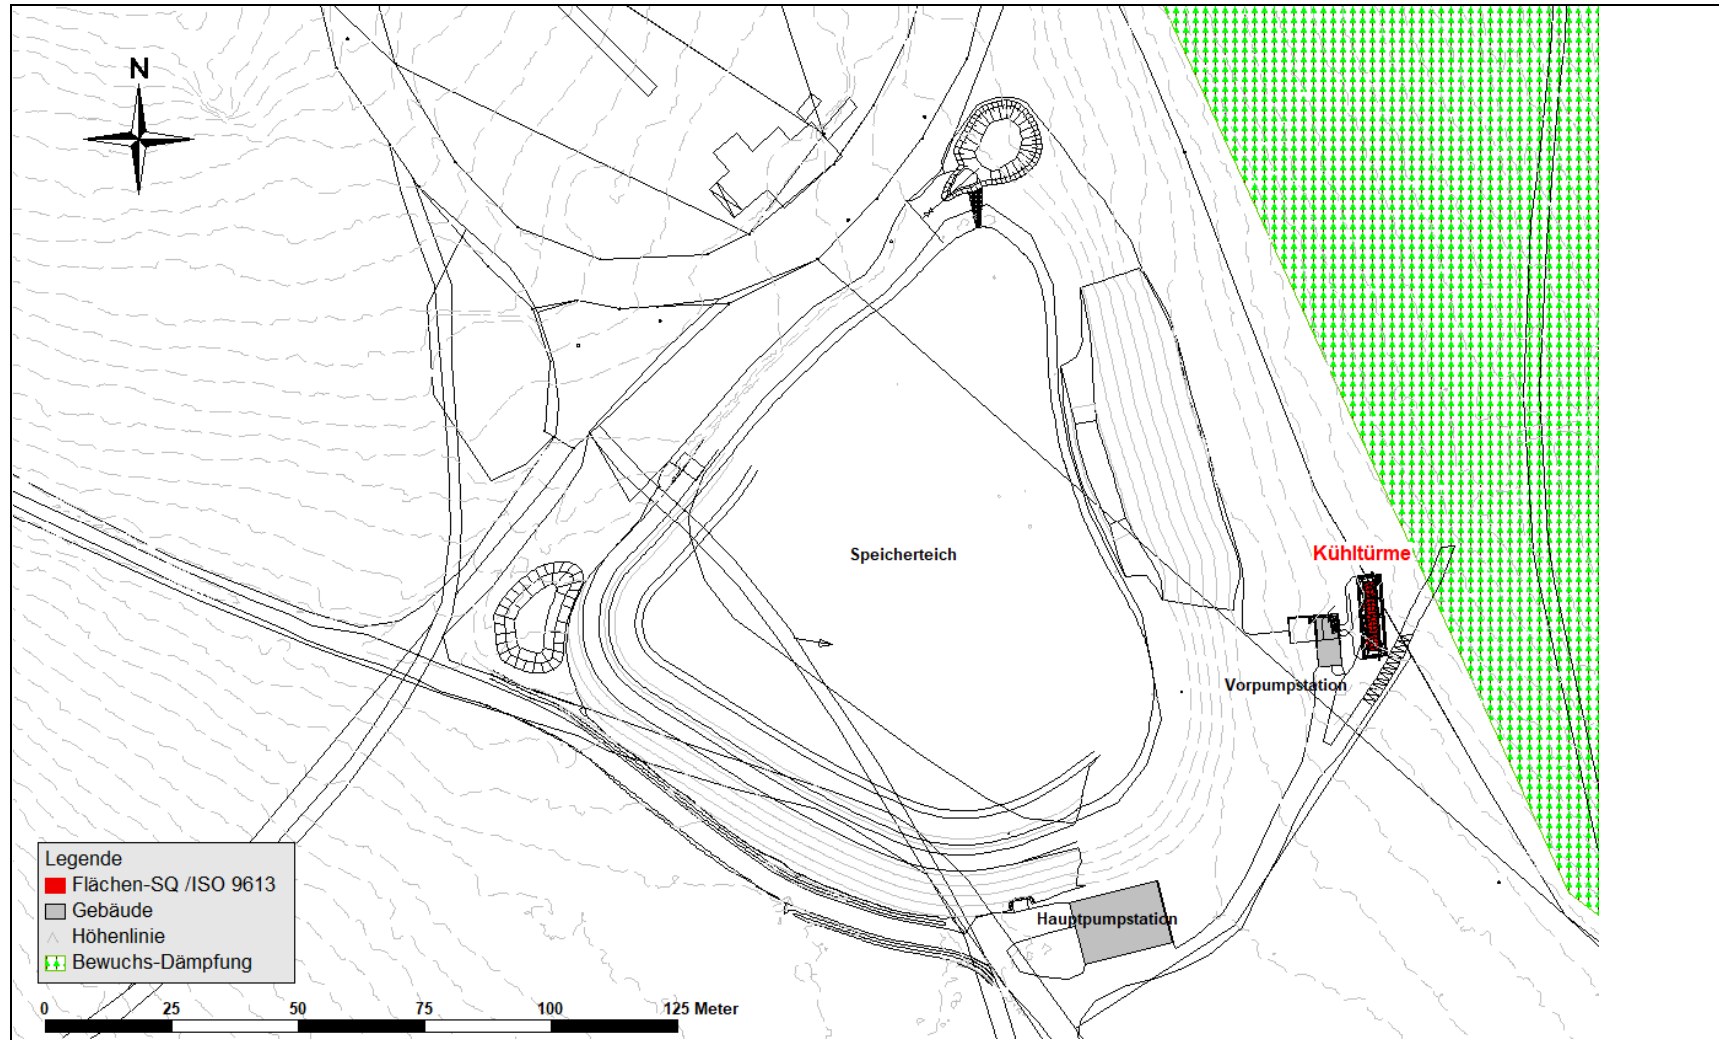 N
Speicherteich
Kühltürme
Vorpumpstation
Hauptpumpstation
Legende
Flächen-SQ /ISO 9613
Gebäude
Höhenlinie
Bewuchs-Dämpfung
0 25 50 75 100 125 Meter